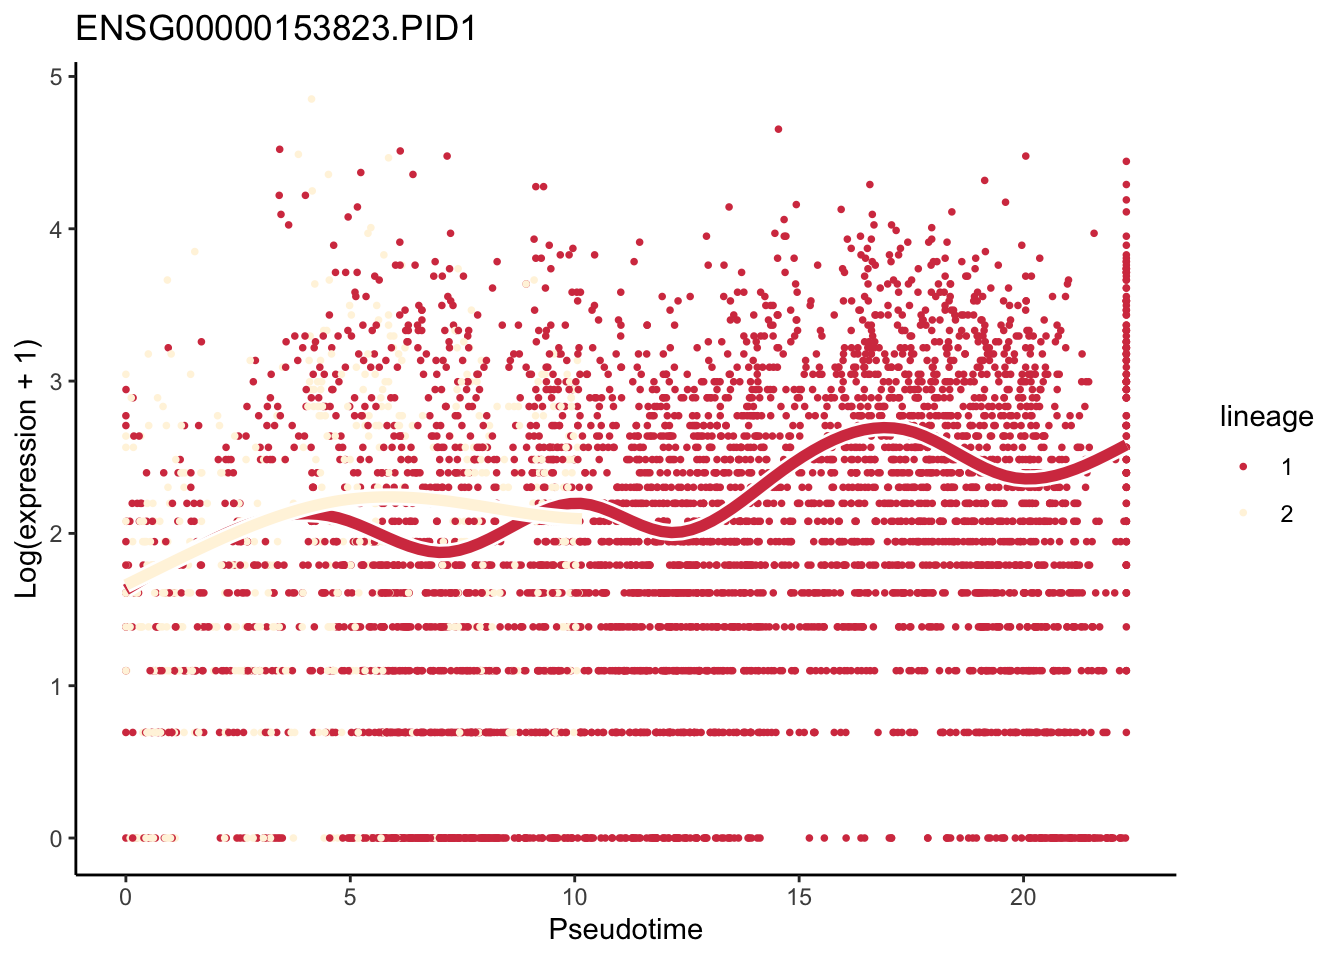 ENSG00000153823.PID1
5
4
3
2
1
0
Log(expression + 1)
0 5 10 15 20
Pseudotime
lineage
1
2